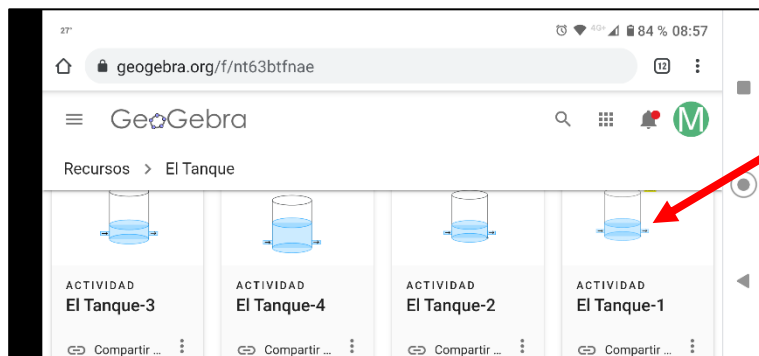 27°
4G+ 84 % 08:57
geogebra.org/f/nt63btfnae
12
GeoGebra
M
Recursos > El Tanque
ACTIVIDAD ACTIVIDAD ACTIVIDAD ACTIVIDAD
El Tanque-3 El Tanque-4 El Tanque-2 El Tanque-1
Compartir ... Compartir ... Compartir ... Compartir ...